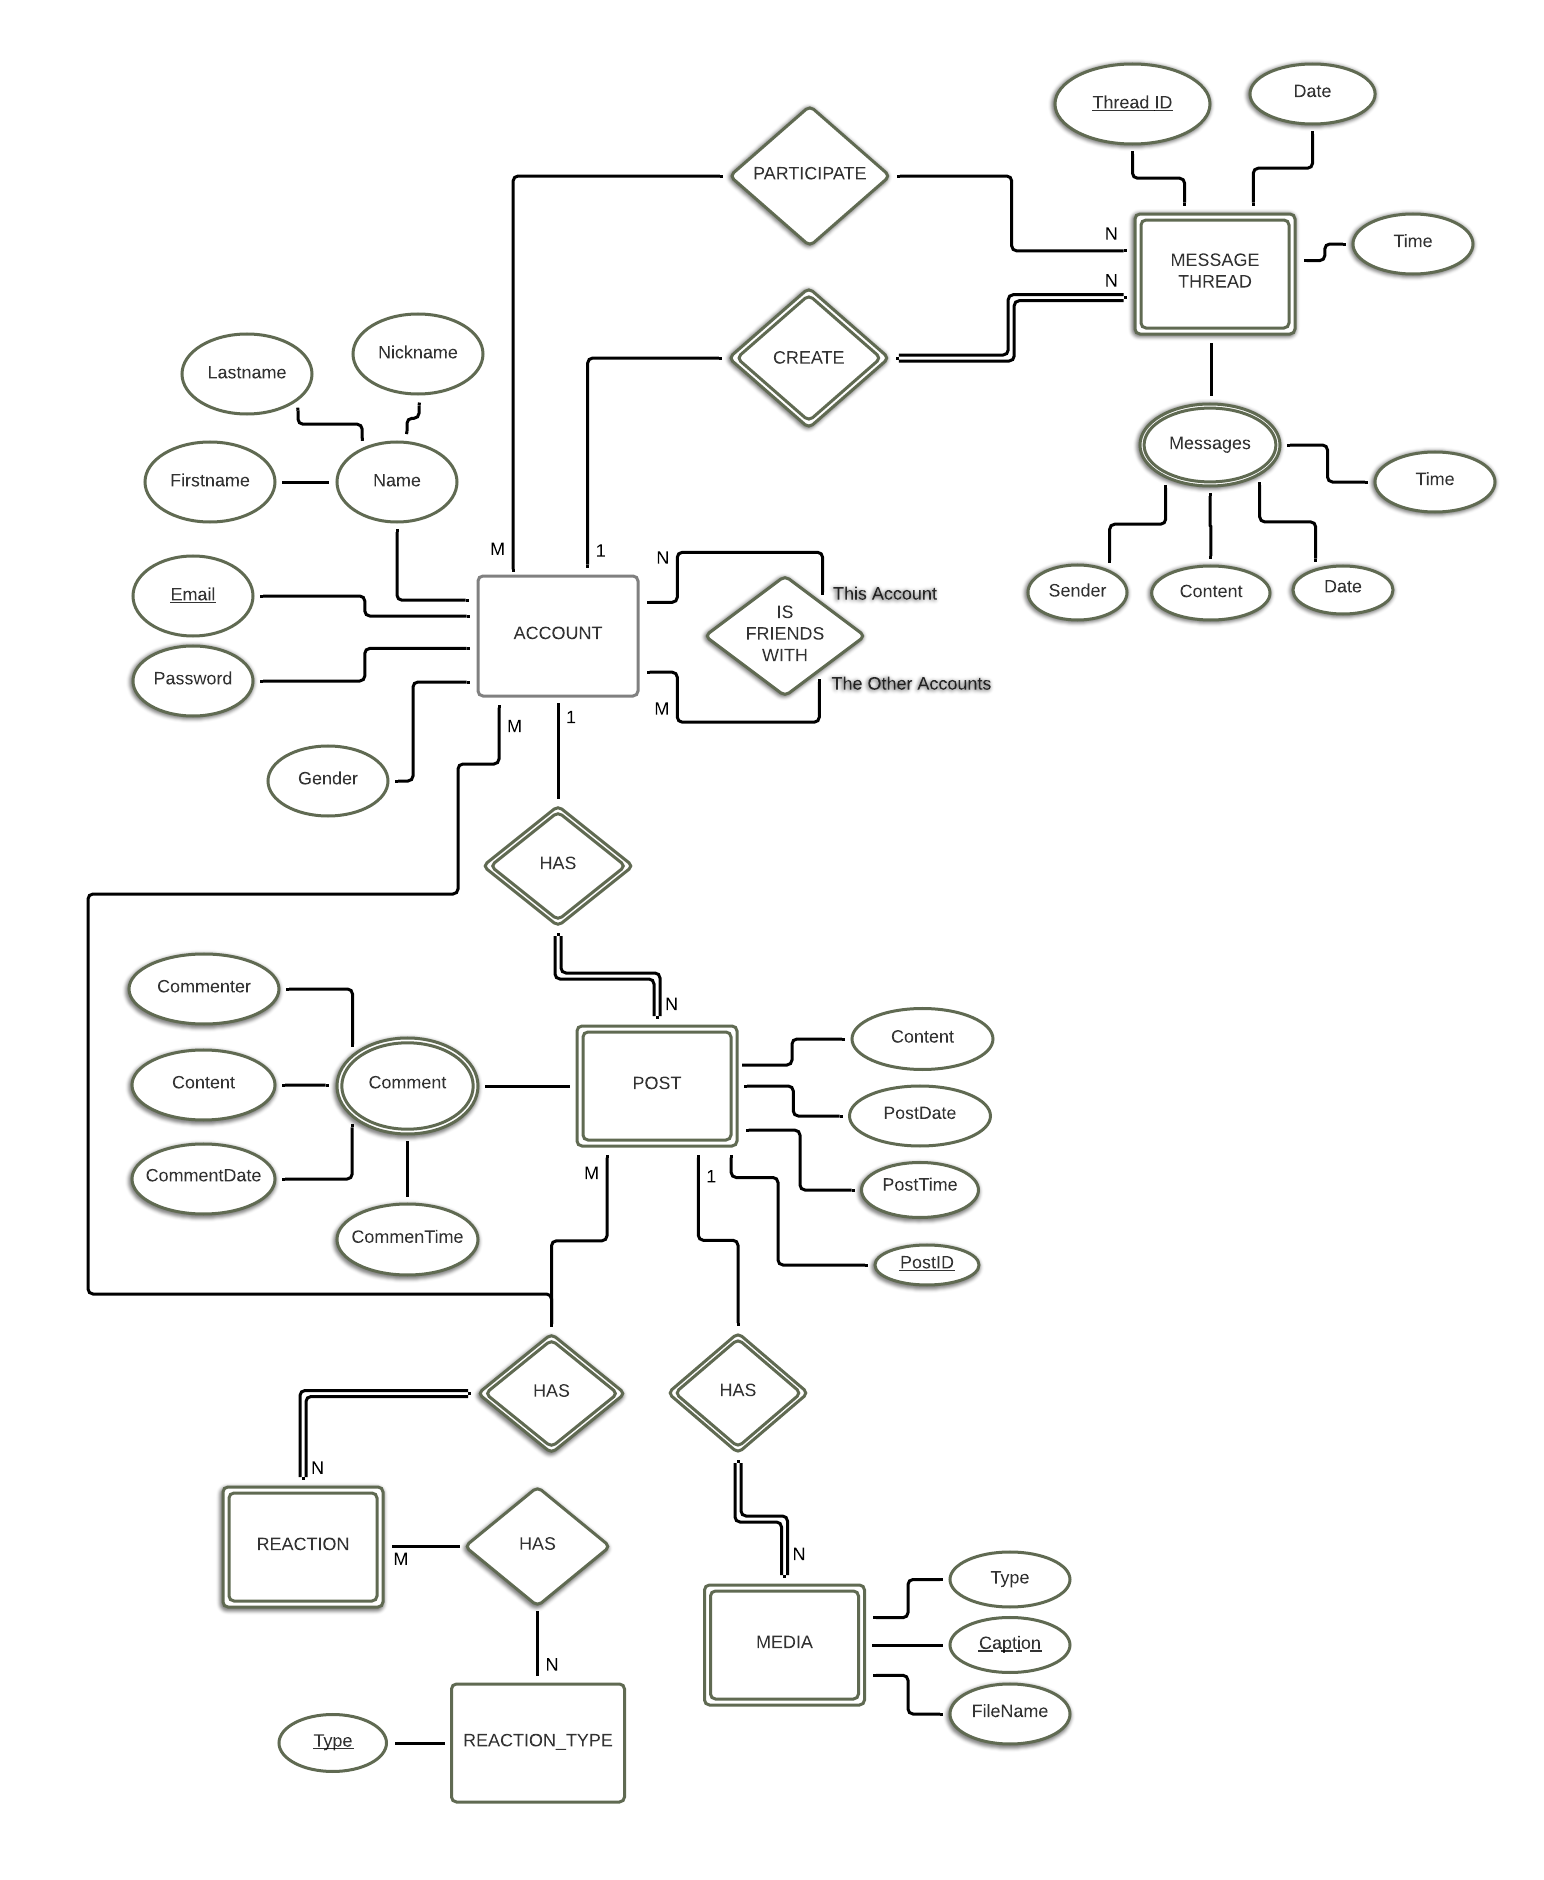 Thread ID
Date
PARTICIPATE
N
MESSAGE
THREAD
Time
N
CREATE
Nickname
Lastname
Firstname
Name
Messages
Time
M
1
N
Sender
Content
Date
Email
This Account
ACCOUNT
IS
FRIENDS
WITH
Password
The Other Accounts
M
M
1
Gender
HAS
Commenter
N
Content
Comment
POST
Content
PostDate
CommentDate
M
1
PostTime
CommenTime
PostID
HAS
HAS
N
REACTION
M
HAS
N
Type
Caption
MEDIA
FileName
N
Type
REACTION_TYPE